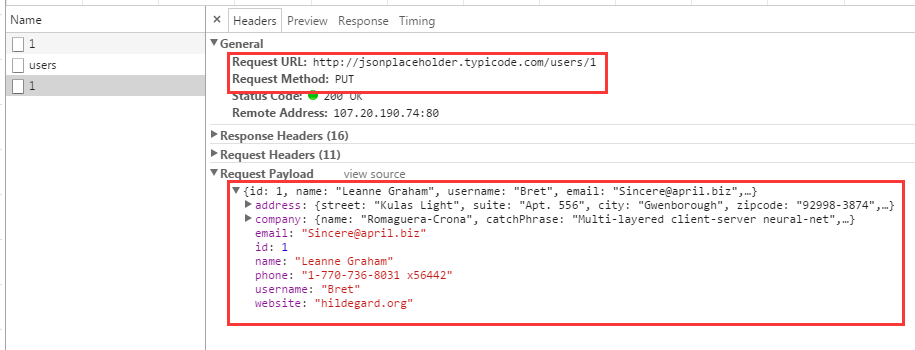 Name
1
users
1
× Headers Preview Response Timing
▼General
Request URL: http://jsonplaceholder.typicode.com/users/1
Request Method: PUT
Status Code: 200 OK
Remote Address: 107.20.190.74:80
▶Response Headers (16)
▶Request Headers (11)
▼Request Payload view source
▼{id: 1, name: "Leanne Graham", username: "Bret", email: "Sincere@april.biz",…}
▶address: {street: "Kulas Light", suite: "Apt. 556", city: "Gwenborough", zipcode: "92998-3874",…}
▶company: {name: "Romaguera-Crona", catchPhrase: "Multi-layered client-server neural-net",…}
email: "Sincere@april.biz"
id: 1
name: "Leanne Graham"
phone: "1-770-736-8031 x56442"
username: "Bret"
website: "hildegard.org"